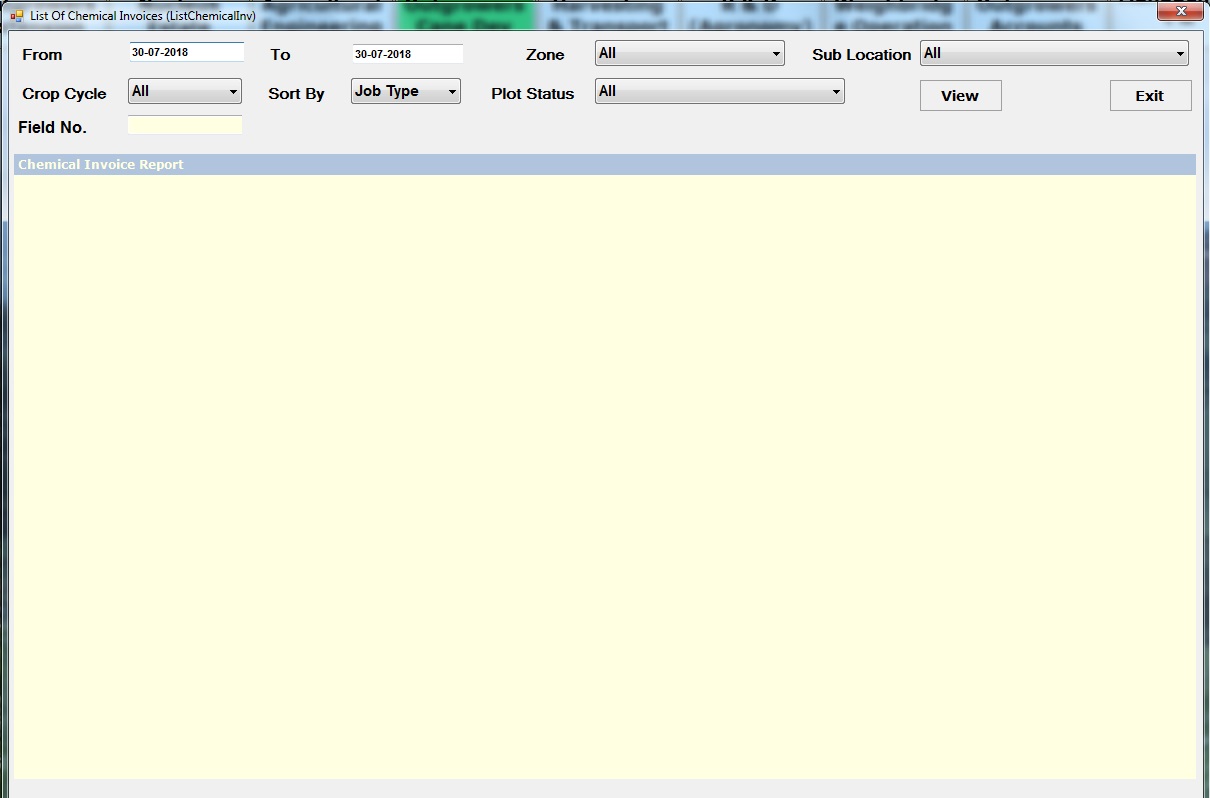 List Of Chemical Invoices (ListChemicalInv)
From 30-07-2018 To 30-07-2018 Zone All Sub Location All
Crop Cycle All Sort By Job Type Plot Status All View Exit
Field No.
Chemical Invoice Report